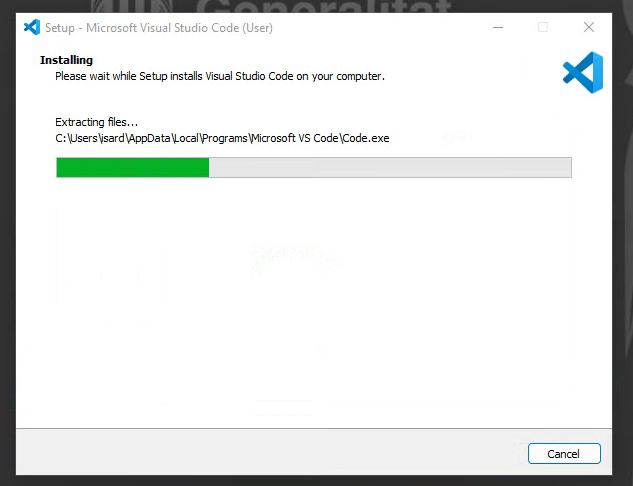 Generalitat
Setup - Microsoft Visual Studio Code (User)
Installing
Please wait while Setup installs Visual Studio Code on your computer.
Extracting files...
C:\Users\isard\AppData\Local\Programs\Microsoft VS Code\Code.exe
Cancel